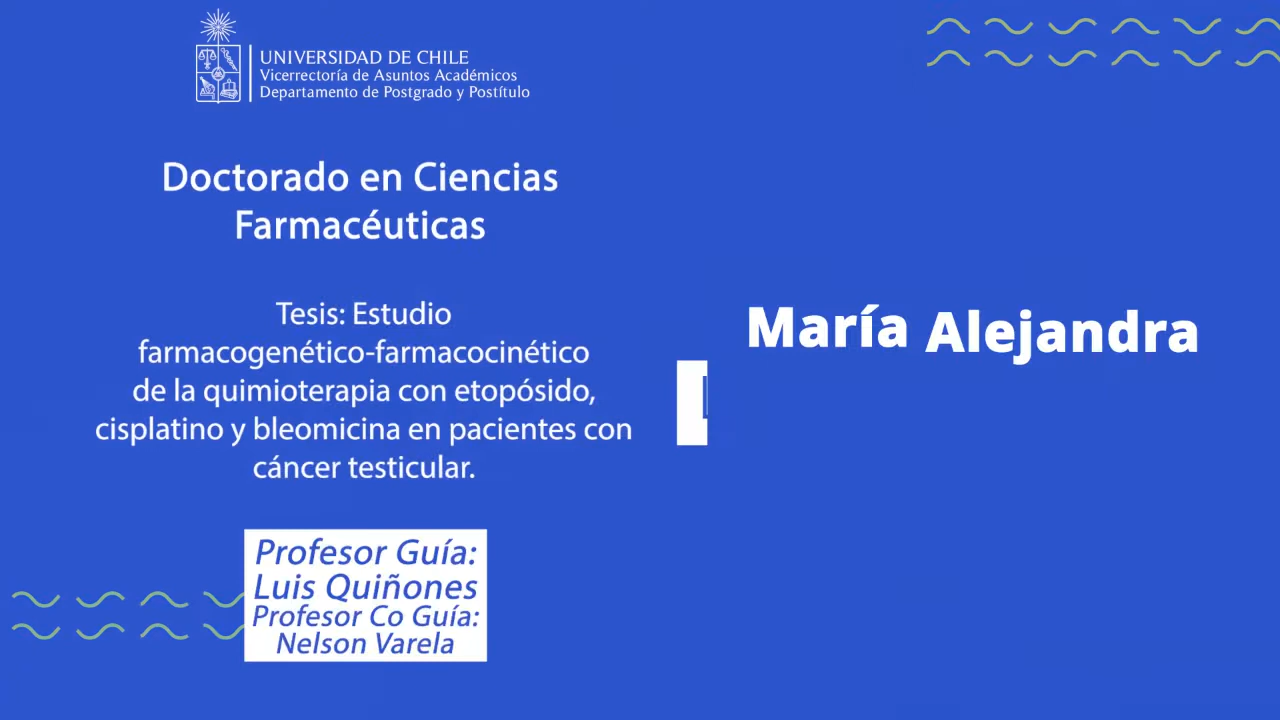 UNIVERSIDAD DE CHILE
Vicerrectoría de Asuntos Académicos
Departamento de Postgrado y Postítulo
Doctorado en Ciencias
Farmacéuticas
Tesis: Estudio
farmacogenético-farmacocinético
de la quimioterapia con etopósido,
cisplatino y bleomicina en pacientes con
cáncer testicular.
Profesor Guía:
Luis Quiñones
Profesor Co Guía:
Nelson Varela
María Alejandra